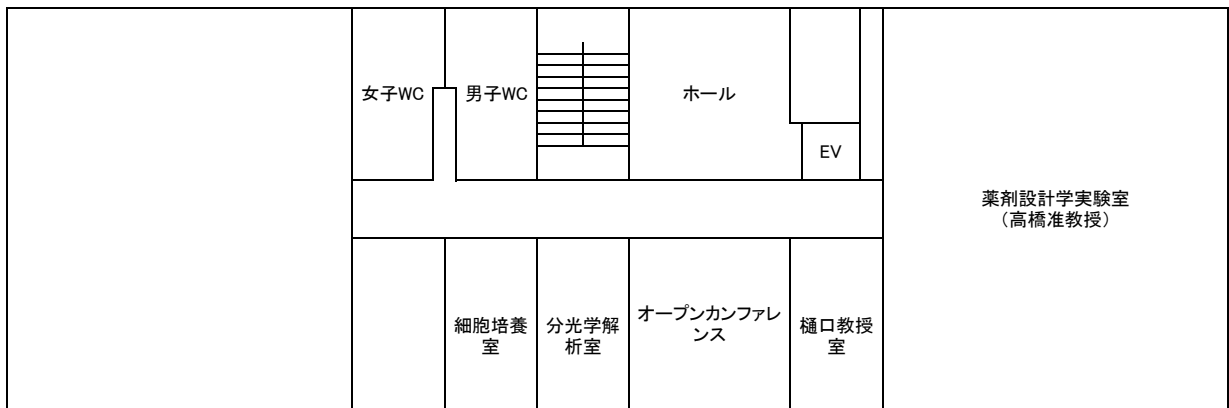 女子WC
男子WC
ホール
EV
薬剤設計学実験室
（高橋准教授）
細胞培養
室
分光学解
析室
オープンカンファレ
ンス
樋口教授
室